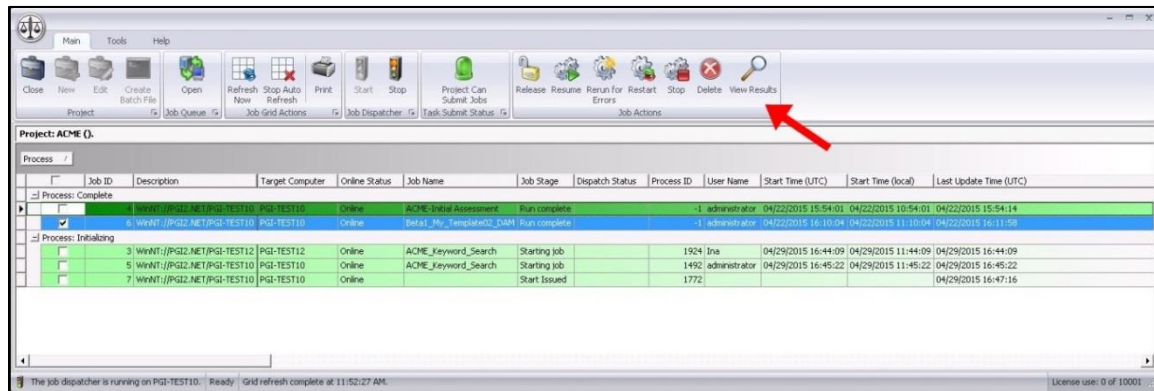 Main Tools Help
Close New Edit Create Batch File Open Refresh Now Stop Auto Refresh Print Start Stop Project Can Submit Jobs Release Resume Rerun for Errors Restart Stop Delete View Results
Project Job Queue Job Grid Actions Job Dispatcher Task Submit Status Job Actions
Project: ACME ().
Process /
Job ID Description Target Computer Online Status Job Name Job Stage Dispatch Status Process ID User Name Start Time (UTC) Start Time (local) Last Update Time (UTC)
Process: Complete
4 WinNT://PGI2.NET/PGI-TEST10 PGI-TEST10 Online ACME-Initial Assessment Run complete -1 administrator 04/22/2015 15:54:01 04/22/2015 10:54:01 04/22/2015 15:54:14
6 WinNT://PGI2.NET/PGI-TEST10 PGI-TEST10 Online Beta1_My_Template02_DAM Run complete -1 administrator 04/22/2015 16:10:04 04/22/2015 11:10:04 04/22/2015 16:11:58
Process: Initializing
3 WinNT://PGI2.NET/PGI-TEST12 PGI-TEST12 Online ACME_Keyword_Search Starting job 1924 Ina 04/29/2015 16:44:09 04/29/2015 11:44:09 04/29/2015 16:44:09
5 WinNT://PGI2.NET/PGI-TEST10 PGI-TEST10 Online ACME_Keyword_Search Starting job 1492 administrator 04/29/2015 16:45:22 04/29/2015 11:45:22 04/29/2015 16:45:22
7 WinNT://PGI2.NET/PGI-TEST10 PGI-TEST10 Online Start Issued 1772 04/29/2015 16:47:16
The job dispatcher is running on PGI-TEST10. Ready Grid refresh complete at 11:52:27 AM. License use: 0 of 10001